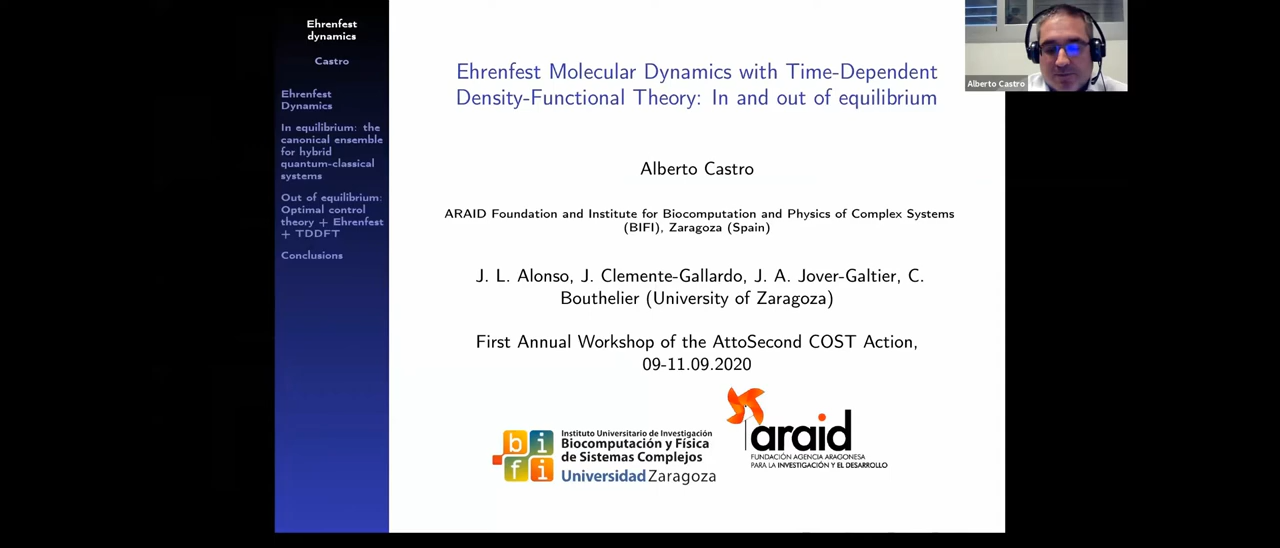 Ehrenfest
dynamics
Castro
Ehrenfest
Dynamics
In equilibrium: the
canonical ensemble
for hybrid
quantum-classical
systems
Out of equilibrium:
Optimal control
theory + Ehrenfest
+ TDDFT
Conclusions
Ehrenfest Molecular Dynamics with Time-Dependent
Density-Functional Theory: In and out of equilibrium
Alberto Castro
ARAID Foundation and Institute for Biocomputation and Physics of Complex Systems
(BIFI), Zaragoza (Spain)
J. L. Alonso, J. Clemente-Gallardo, J. A. Jover-Galtier, C.
Bouthelier (University of Zaragoza)
First Annual Workshop of the AttoSecond COST Action,
09-11.09.2020
bifi
Instituto Universitario de Investigación
Biocomputación y Física
de Sistemas Complejos
Universidad Zaragoza
araid
FUNDACIÓN AGENCIA ARAGONESA
PARA LA INVESTIGACIÓN Y EL DESARROLLO
Alberto Castro